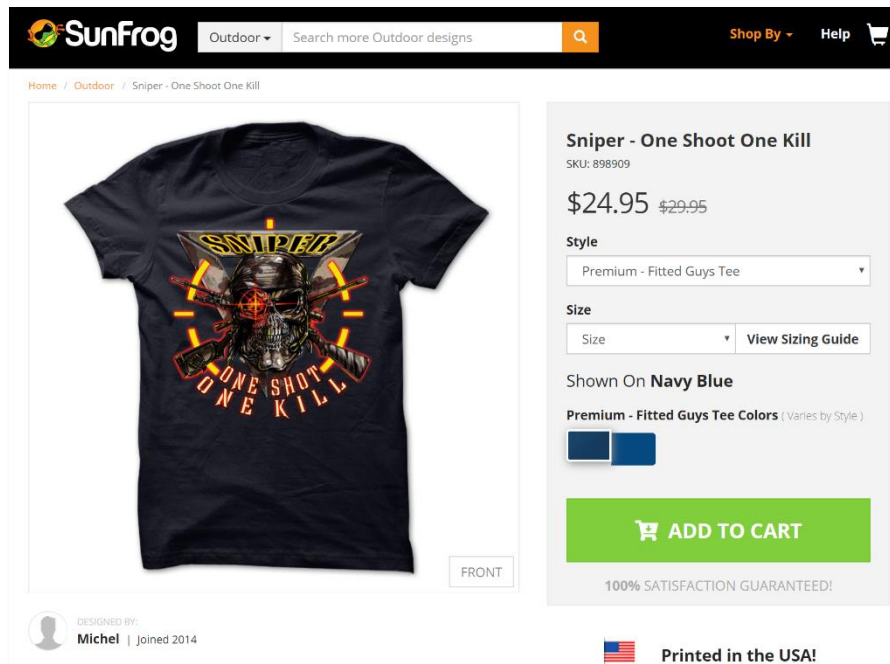 SunFrog
Outdoor
Search more Outdoor designs
Shop By
Help
Home / Outdoor / Sniper - One Shoot One Kill
SNIPER
ONE SHOT
ONE KILL
FRONT
DESIGNED BY:
Michel | Joined 2014
Sniper - One Shoot One Kill
SKU: 898909
$24.95 $29.95
Style
Premium - Fitted Guys Tee
Size
Size
View Sizing Guide
Shown On Navy Blue
Premium - Fitted Guys Tee Colors ( Varies by Style )
ADD TO CART
100% SATISFACTION GUARANTEED!
Printed in the USA!